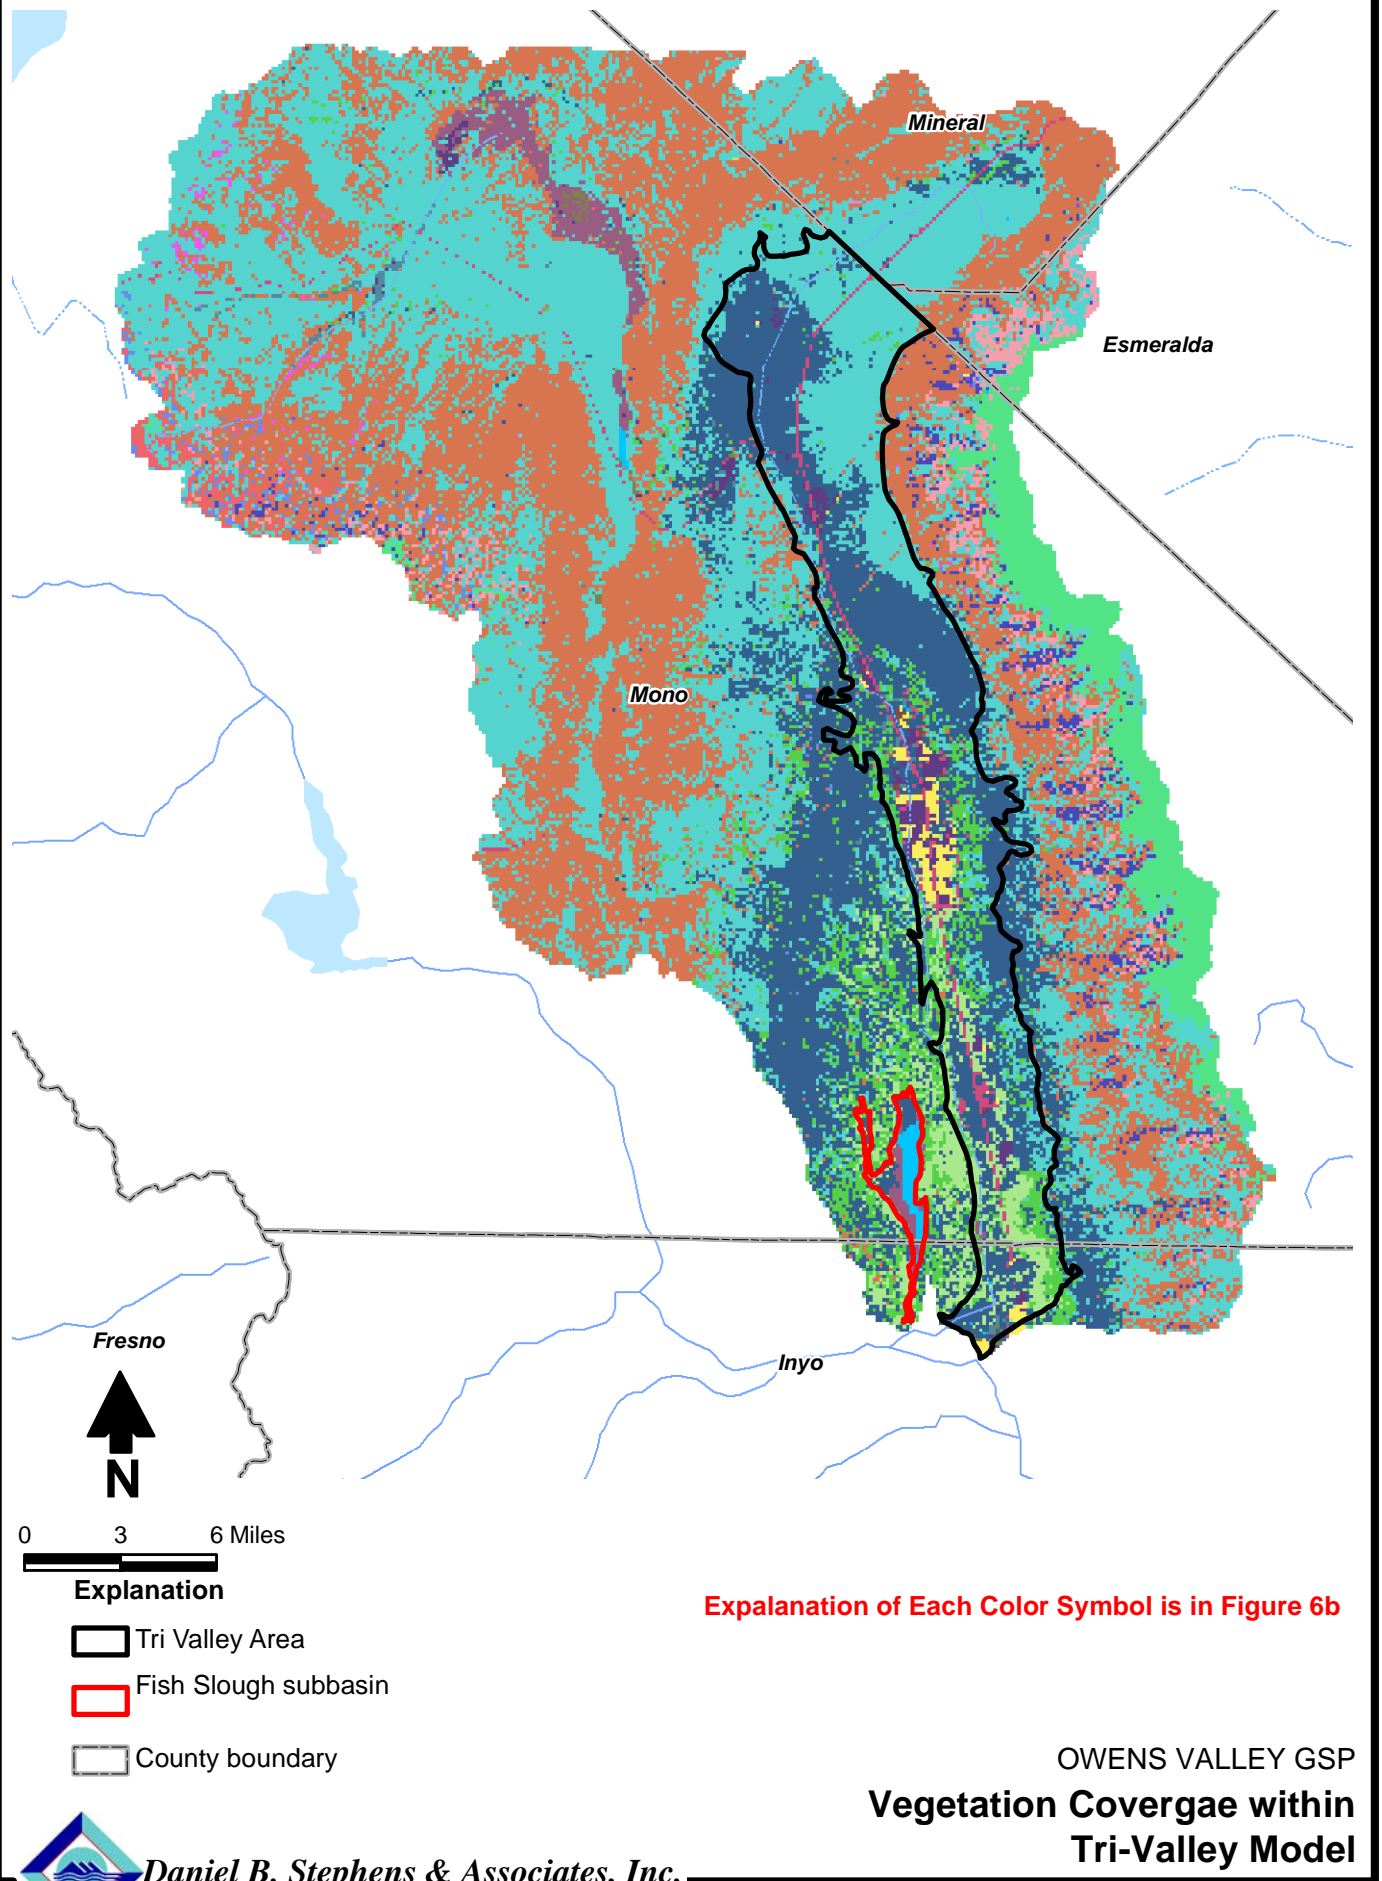 Mineral
Esmeralda
Mono
Fresno
Inyo
N
0 3 6 Miles
Explanation
Tri Valley Area
Fish Slough subbasin
County boundary
Expalanation of Each Color Symbol is in Figure 6b
OWENS VALLEY GSP
Vegetation Covergae within
Tri-Valley Model
Daniel B. Stephens & Associates, Inc.